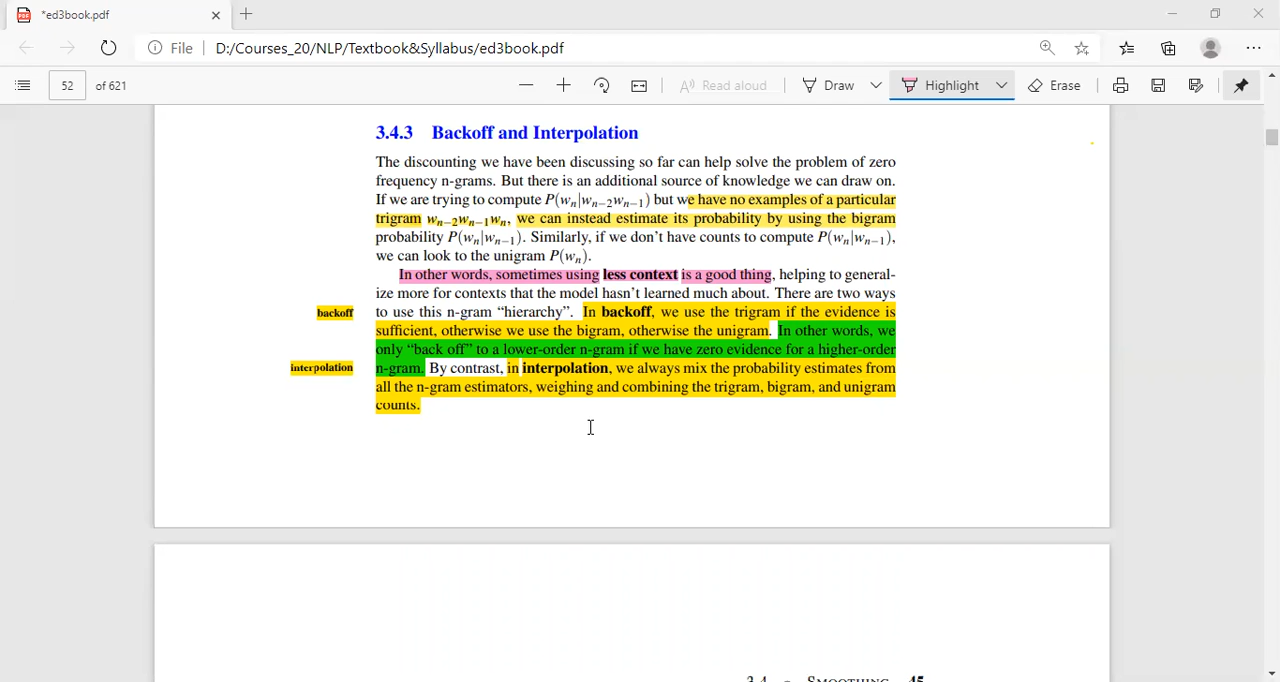 *ed3book.pdf
File
D:/Courses_20/NLP/Textbook&Syllabus/ed3book.pdf
52 of 621
Read aloud
Draw
Highlight
Erase
3.4.3 Backoff and Interpolation
The discounting we have been discussing so far can help solve the problem of zero
frequency n-grams. But there is an additional source of knowledge we can draw on.
If we are trying to compute P(wn|wn−2wn−1) but we have no examples of a particular
trigram wn−2wn−1wn, we can instead estimate its probability by using the bigram
probability P(wn|wn−1). Similarly, if we don't have counts to compute P(wn|wn−1),
we can look to the unigram P(wn).
In other words, sometimes using less context is a good thing, helping to general-
ize more for contexts that the model hasn't learned much about. There are two ways
backoff to use this n-gram “hierarchy”. In backoff, we use the trigram if the evidence is
sufficient, otherwise we use the bigram, otherwise the unigram. In other words, we
only “back off” to a lower-order n-gram if we have zero evidence for a higher-order
interpolation n-gram. By contrast, in interpolation, we always mix the probability estimates from
all the n-gram estimators, weighing and combining the trigram, bigram, and unigram
counts.
3.4 • SMOOTHING 45